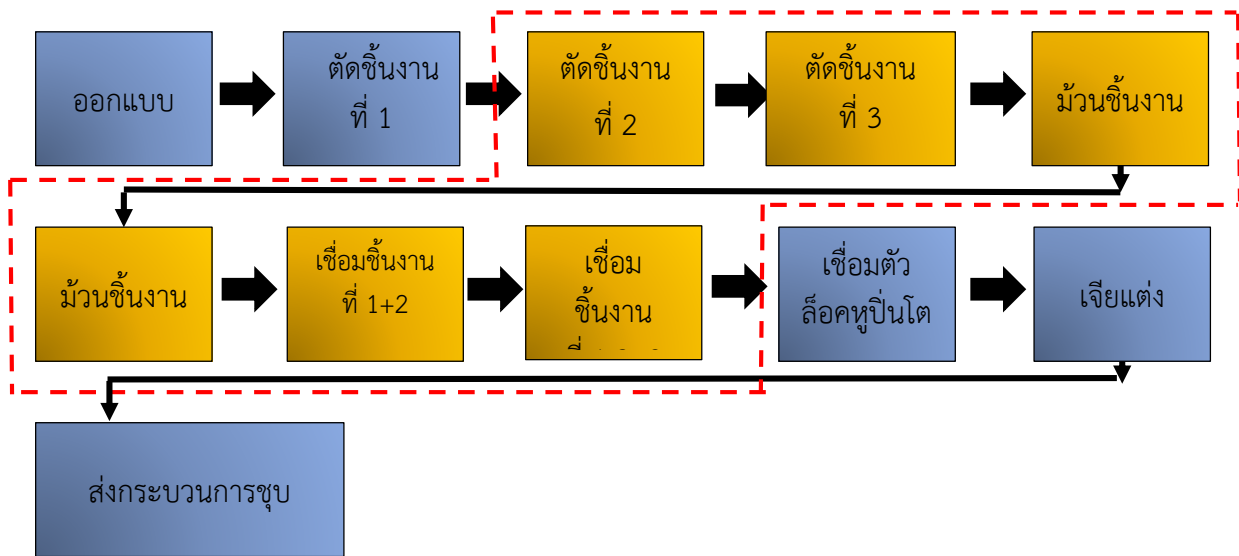 ออกแบบ
ตัดชิ้นงาน
ที่ 1
ตัดชิ้นงาน
ที่ 2
ตัดชิ้นงาน
ที่ 3
ม้วนชิ้นงาน
ม้วนชิ้นงาน
เชื่อมชิ้นงาน
ที่ 1+2
เชื่อม
ชิ้นงาน
เชื่อมตัว
ล็อคหูปิ่นโต
เจียแต่ง
ส่งกระบวนการชุบ